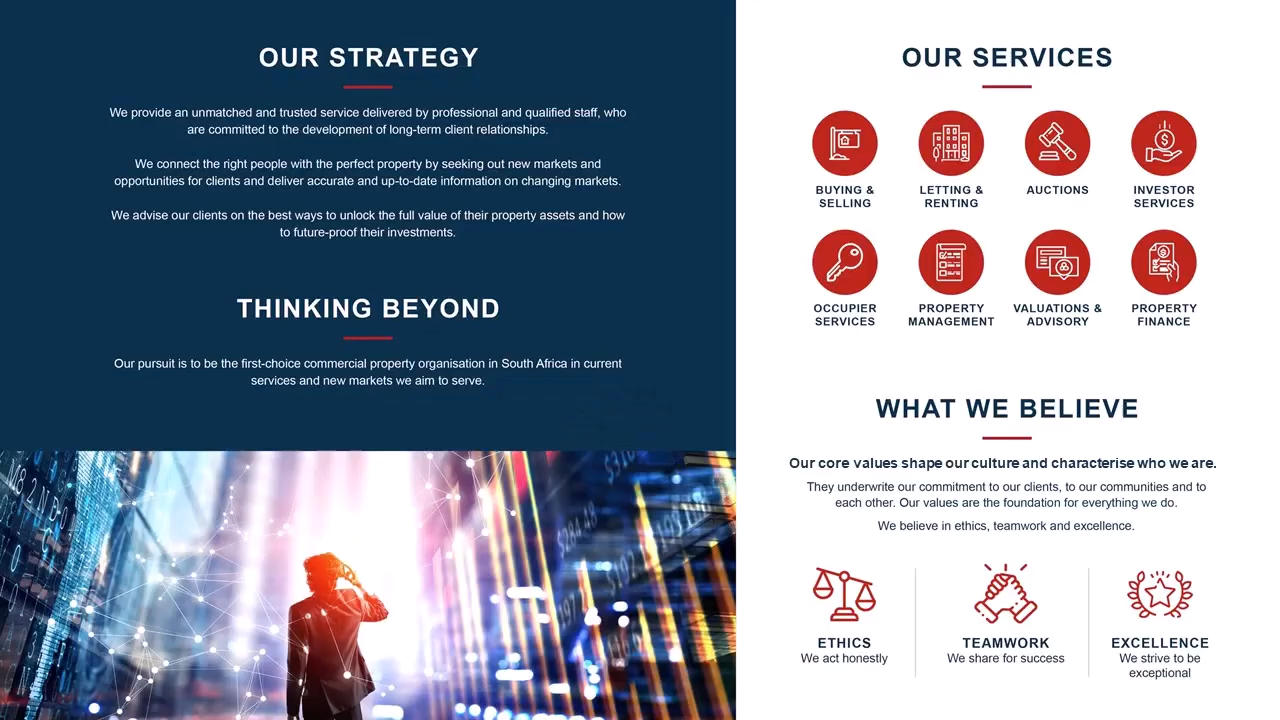 OUR STRATEGY
We provide an unmatched and trusted service delivered by professional and qualified staff, who
are committed to the development of long-term client relationships.
We connect the right people with the perfect property by seeking out new markets and
opportunities for clients and deliver accurate and up-to-date information on changing markets.
We advise our clients on the best ways to unlock the full value of their property assets and how
to future-proof their investments.
THINKING BEYOND
Our pursuit is to be the first-choice commercial property organisation in South Africa in current
services and new markets we aim to serve.
OUR SERVICES
BUYING &
SELLING
LETTING &
RENTING
AUCTIONS
INVESTOR
SERVICES
OCCUPIER
SERVICES
PROPERTY
MANAGEMENT
VALUATIONS &
ADVISORY
PROPERTY
FINANCE
WHAT WE BELIEVE
Our core values shape our culture and characterise who we are.
They underwrite our commitment to our clients, to our communities and to
each other. Our values are the foundation for everything we do.
We believe in ethics, teamwork and excellence.
ETHICS
We act honestly
TEAMWORK
We share for success
EXCELLENCE
We strive to be
exceptional